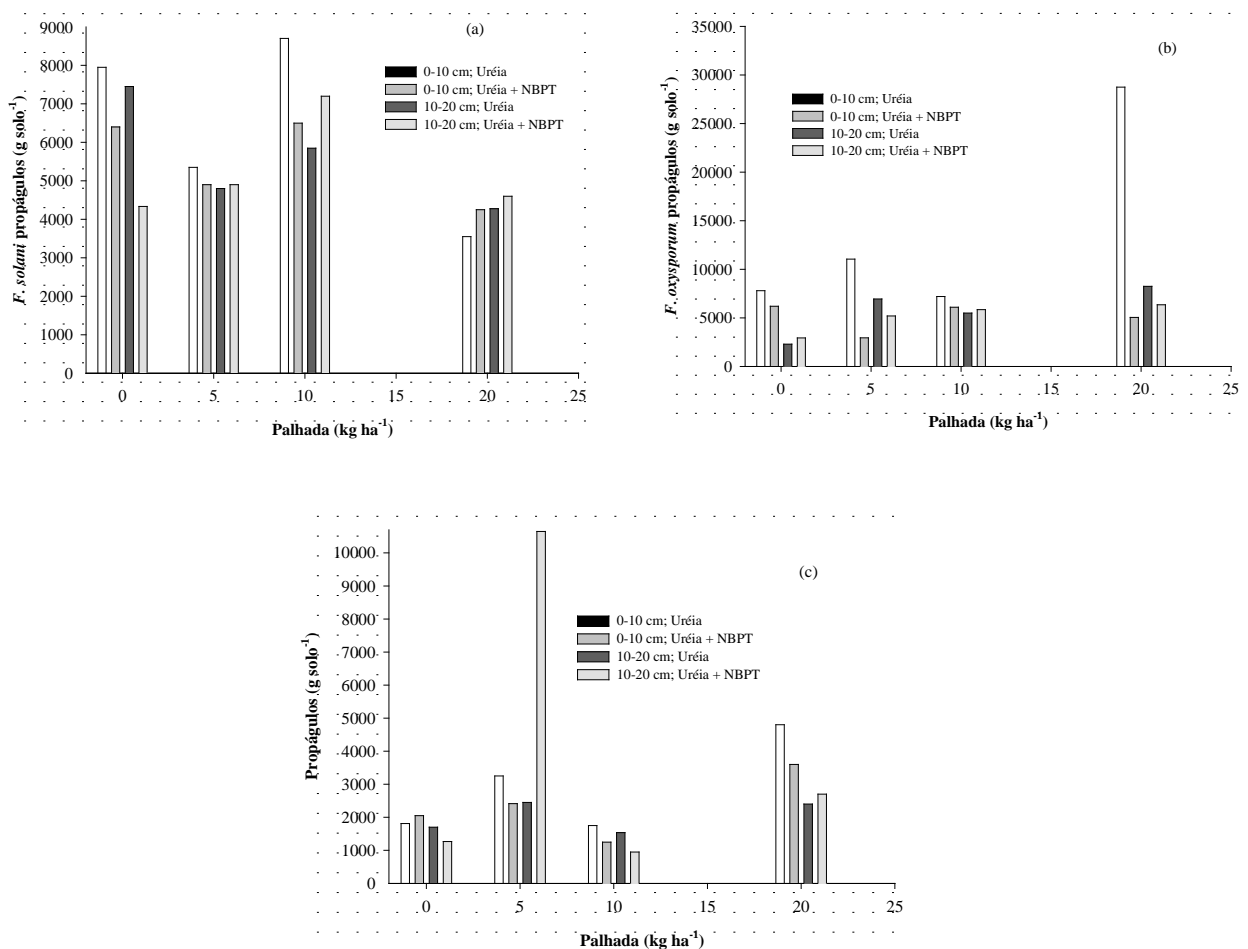 (a)
9000
8000
7000
6000
5000
4000
3000
2000
1000
0
F. solani propágulos (g solo⁻¹)
0-10 cm; Uréia
0-10 cm; Uréia + NBPT
10-20 cm; Uréia
10-20 cm; Uréia + NBPT
0 5 10 15 20 25
Palhada (kg ha⁻¹)
(b)
35000
30000
25000
20000
15000
10000
5000
0
F. oxysporum propágulos (g solo⁻¹)
0-10 cm; Uréia
0-10 cm; Uréia + NBPT
10-20 cm; Uréia
10-20 cm; Uréia + NBPT
0 5 10 15 20 25
Palhada (kg ha⁻¹)
(c)
10000
9000
8000
7000
6000
5000
4000
3000
2000
1000
0
Propágulos (g solo⁻¹)
0-10 cm; Uréia
0-10 cm; Uréia + NBPT
10-20 cm; Uréia
10-20 cm; Uréia + NBPT
0 5 10 15 20 25
Palhada (kg ha⁻¹)